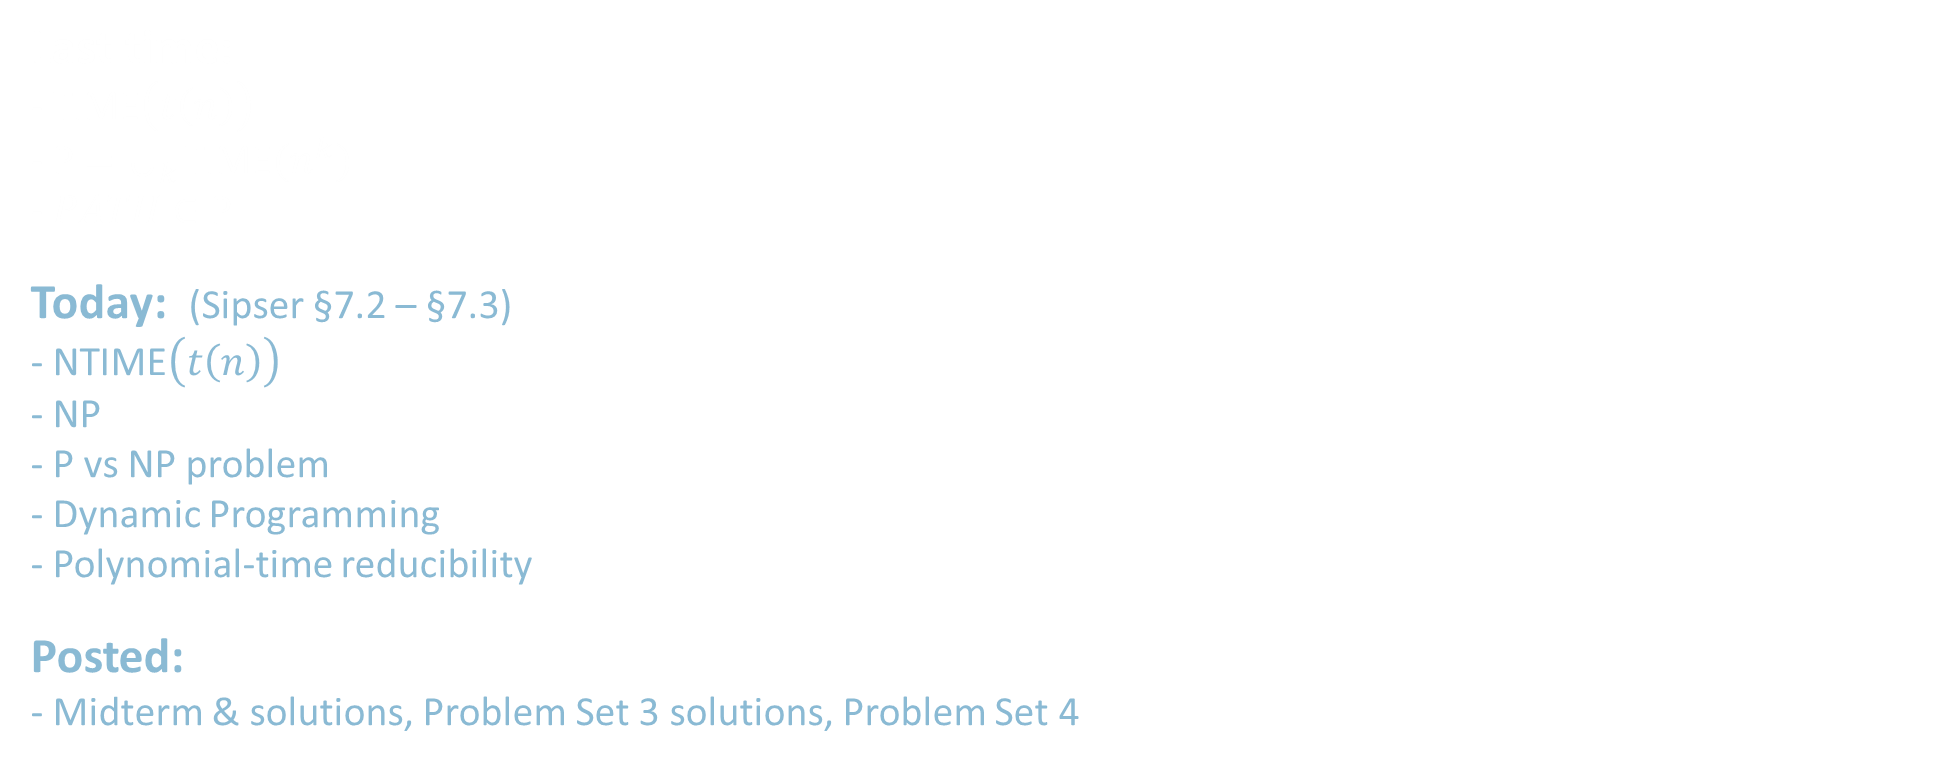 Today: (Sipser §7.2 – §7.3)
- NTIME(t(n))
- NP
- P vs NP problem
- Dynamic Programming
- Polynomial-time reducibility
Posted:
- Midterm & solutions, Problem Set 3 solutions, Problem Set 4